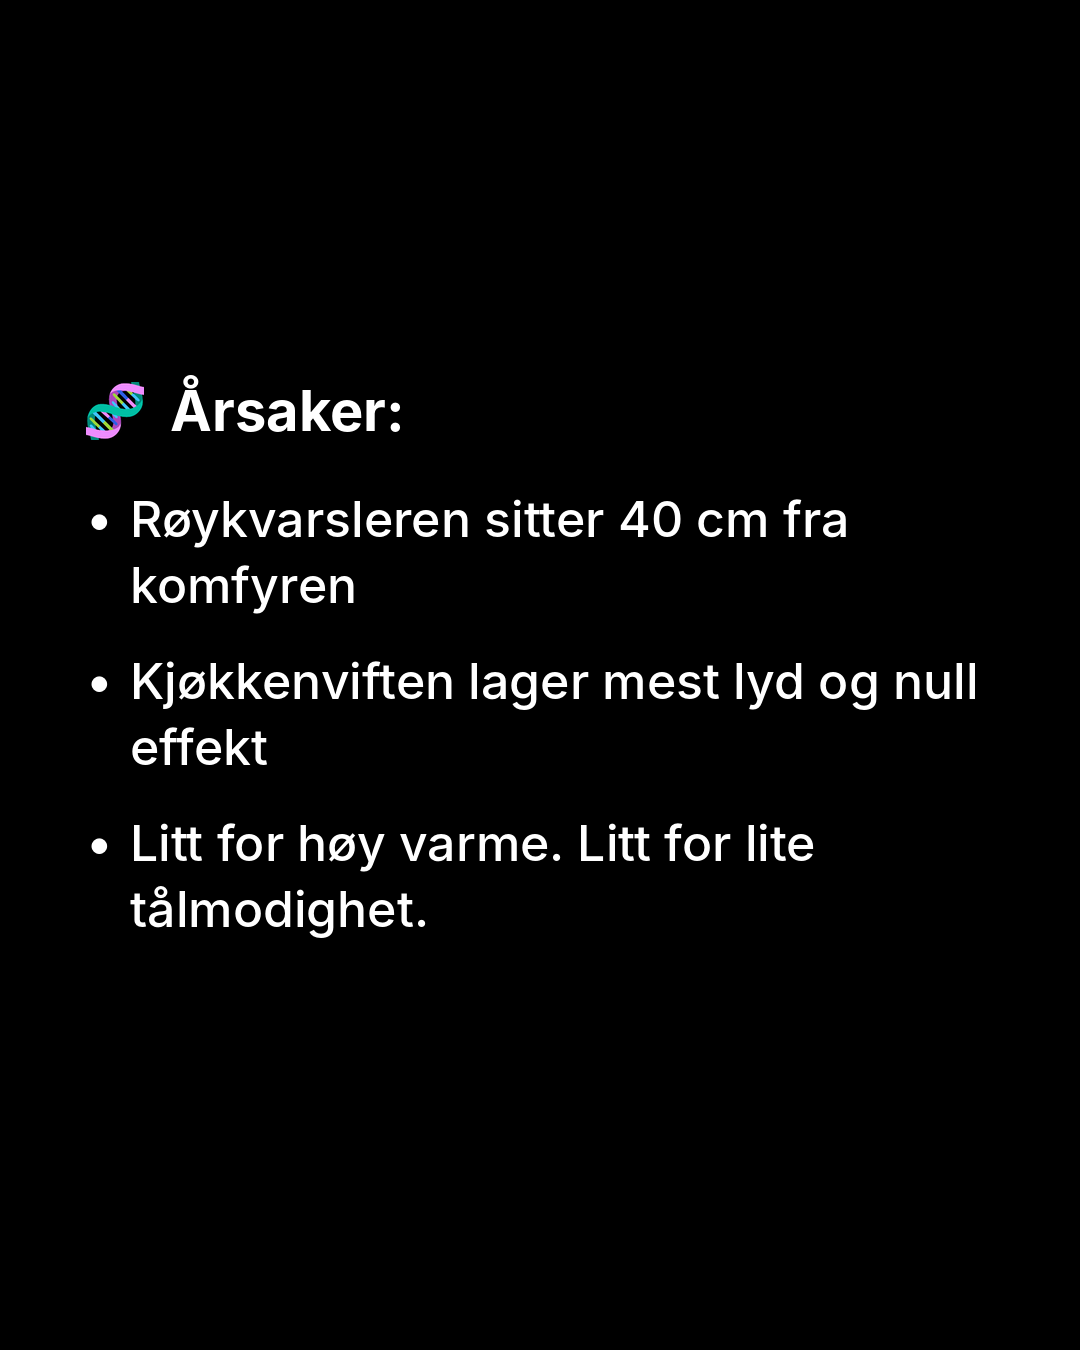 🧬 Årsaker:
• Røykvarsleren sitter 40 cm fra
komfyren
• Kjøkkenviften lager mest lyd og null
effekt
• Litt for høy varme. Litt for lite
tålmodighet.